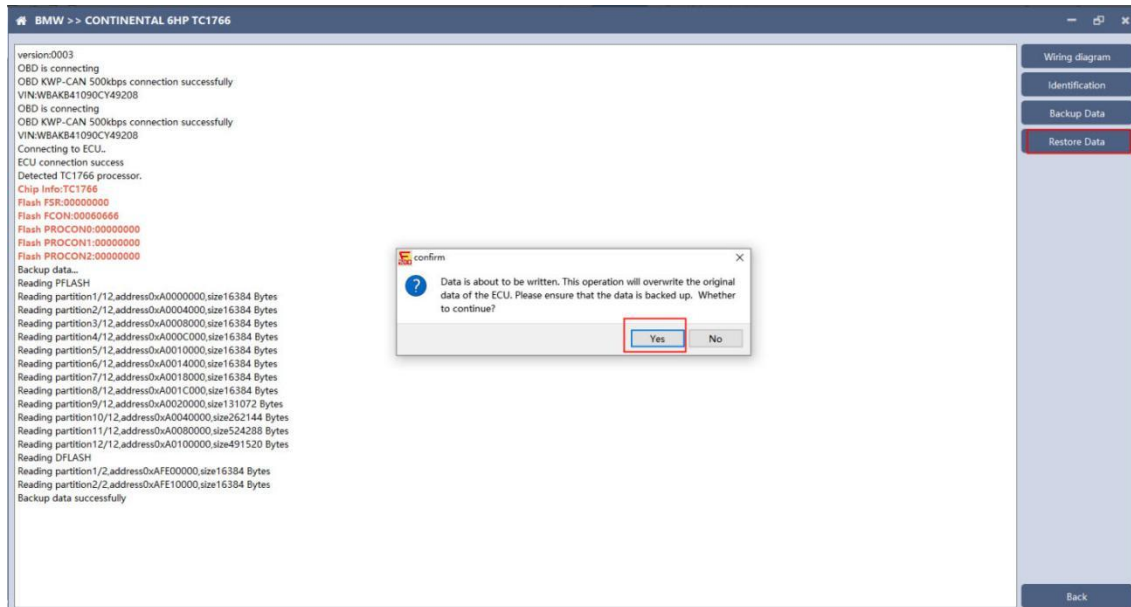 BMW >> CONTINENTAL 6HP TC1766
version:0003
OBD is connecting
OBD KWP-CAN 500kbps connection successfully
VIN:WBAKB41090CY49208
OBD is connecting
OBD KWP-CAN 500kbps connection successfully
VIN:WBAKB41090CY49208
Connecting to ECU..
ECU connection success
Detected TC1766 processor.
Chip Info:TC1766
Flash FSR:00000000
Flash FCON:00060666
Flash PROCON0:00000000
Flash PROCON1:00000000
Flash PROCON2:00000000
Backup data...
Reading PFLASH
Reading partition1/12,address0xA0000000,size16384 Bytes
Reading partition2/12,address0xA0004000,size16384 Bytes
Reading partition3/12,address0xA0008000,size16384 Bytes
Reading partition4/12,address0xA000C000,size16384 Bytes
Reading partition5/12,address0xA0010000,size16384 Bytes
Reading partition6/12,address0xA0014000,size16384 Bytes
Reading partition7/12,address0xA0018000,size16384 Bytes
Reading partition8/12,address0xA001C000,size16384 Bytes
Reading partition9/12,address0xA0020000,size131072 Bytes
Reading partition10/12,address0xA0040000,size262144 Bytes
Reading partition11/12,address0xA0080000,size524288 Bytes
Reading partition12/12,address0xA0100000,size491520 Bytes
Reading DFLASH
Reading partition1/2,address0xAFE00000,size16384 Bytes
Reading partition2/2,address0xAFE10000,size16384 Bytes
Backup data successfully
confirm
Data is about to be written. This operation will overwrite the original
data of the ECU. Please ensure that the data is backed up. Whether
to continue?
Yes
No
Wiring diagram
Identification
Backup Data
Restore Data
Back